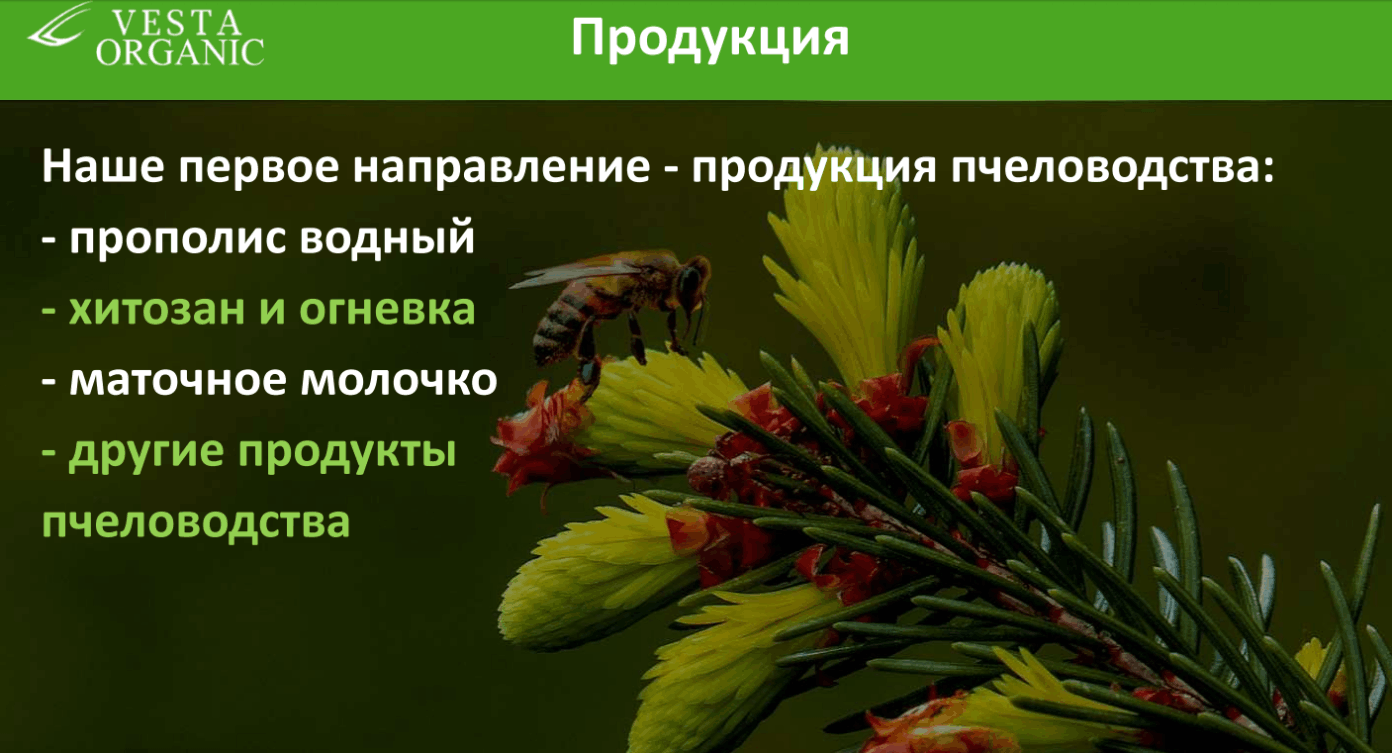 VESTA
ORGANIC
Продукция
Наше первое направление - продукция пчеловодства:
- прополис водный
- хитозан и огневка
- маточное молочко
- другие продукты
пчеловодства